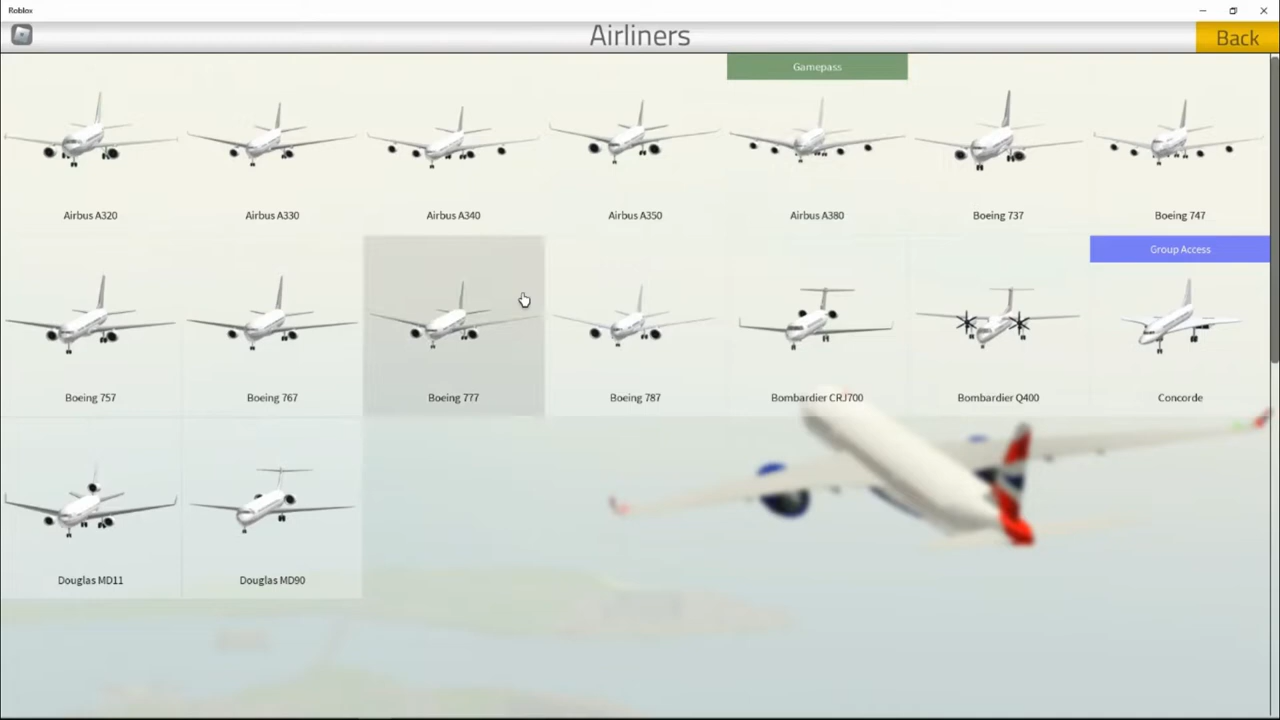 Roblox
Airliners
Back
Gamepass
Airbus A320
Airbus A330
Airbus A340
Airbus A350
Airbus A380
Boeing 737
Boeing 747
Group Access
Boeing 757
Boeing 767
Boeing 777
Boeing 787
Bombardier CRJ700
Bombardier Q400
Concorde
Douglas MD11
Douglas MD90